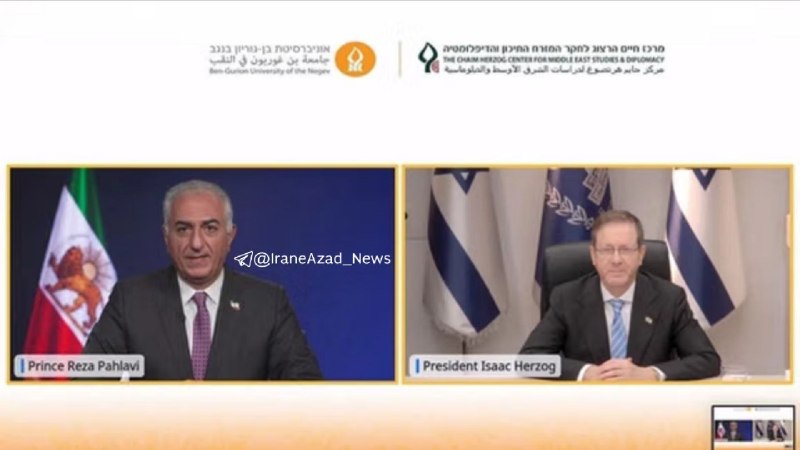 אוניברסיטת בן-גוריון בנגב
جامعة بن غوريون في النقب
Ben-Gurion University of the Negev
מרכז חיים הרצוג לחקר המזרח התיכון והדיפלומטיה
THE CHAIM HERZOG CENTER FOR MIDDLE EAST STUDIES & DIPLOMACY
مركز حاييم هرتصوغ لدراسات الشرق الأوسط والدبلوماسية
@IraneAzad_News
Prince Reza Pahlavi
President Isaac Herzog